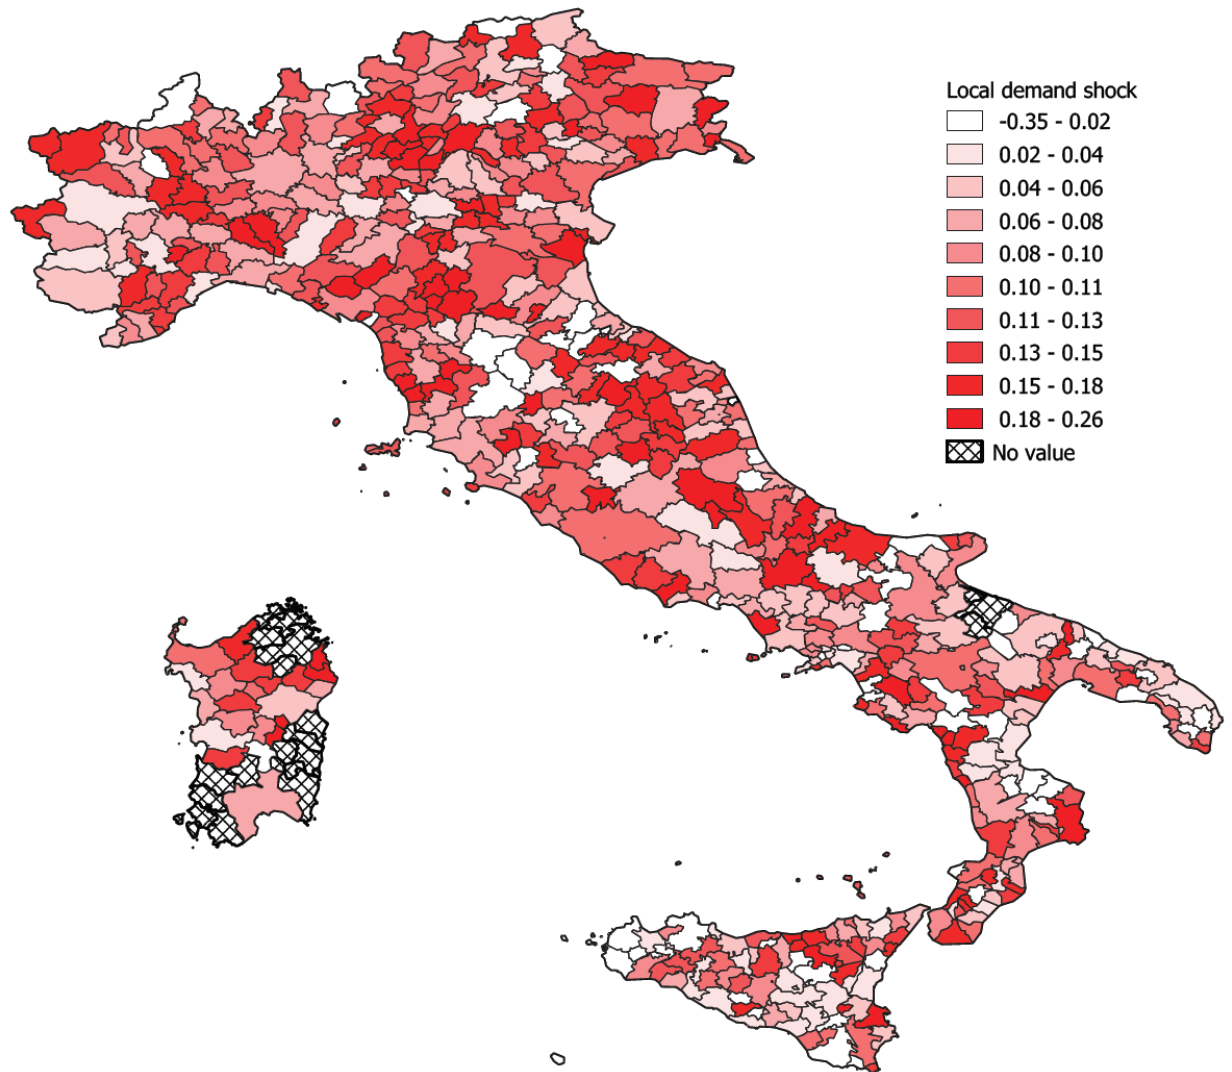 Local demand shock
-0.35 - 0.02
0.02 - 0.04
0.04 - 0.06
0.06 - 0.08
0.08 - 0.10
0.10 - 0.11
0.11 - 0.13
0.13 - 0.15
0.15 - 0.18
0.18 - 0.26
No value